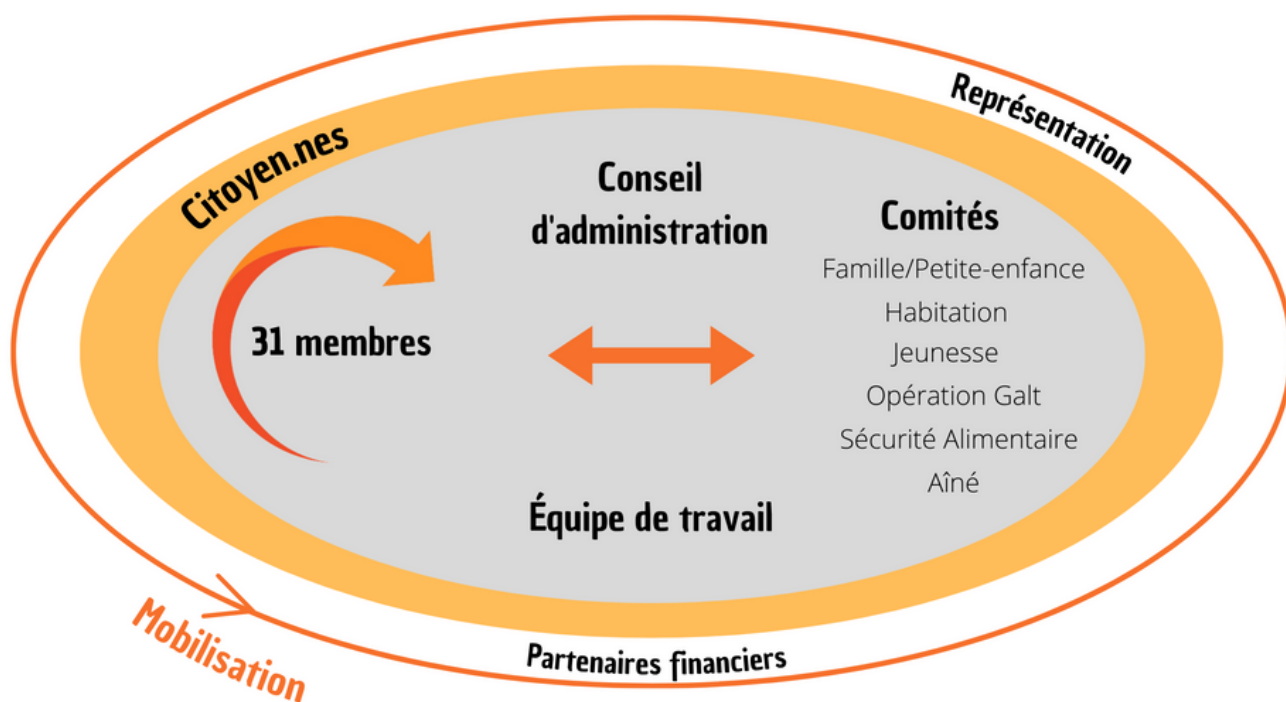 Représentation
Citoyen.nes
Conseil
d'administration
Comités
Famille/Petite-enfance
Habitation
Jeunesse
Opération Galt
Sécurité Alimentaire
Aîné
31 membres
Équipe de travail
Mobilisation
Partenaires financiers